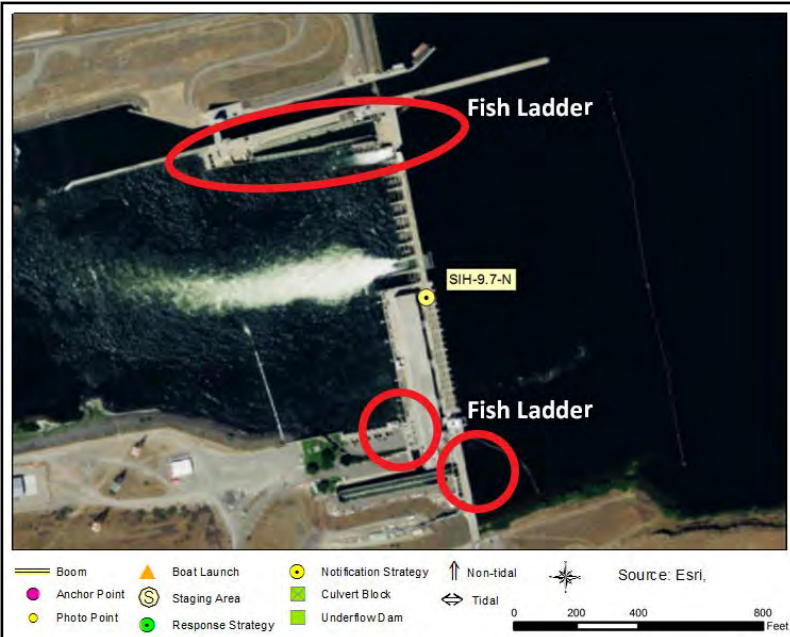 Fish Ladder
SIH-9.7-N
Fish Ladder
Boom
Boat Launch
Notification Strategy
Non-tidal
Source: Esri,
Anchor Point
Staging Area
S
Culvert Block
Tidal
Photo Point
Response Strategy
Underflow Dam
0 200 400 800
Feet